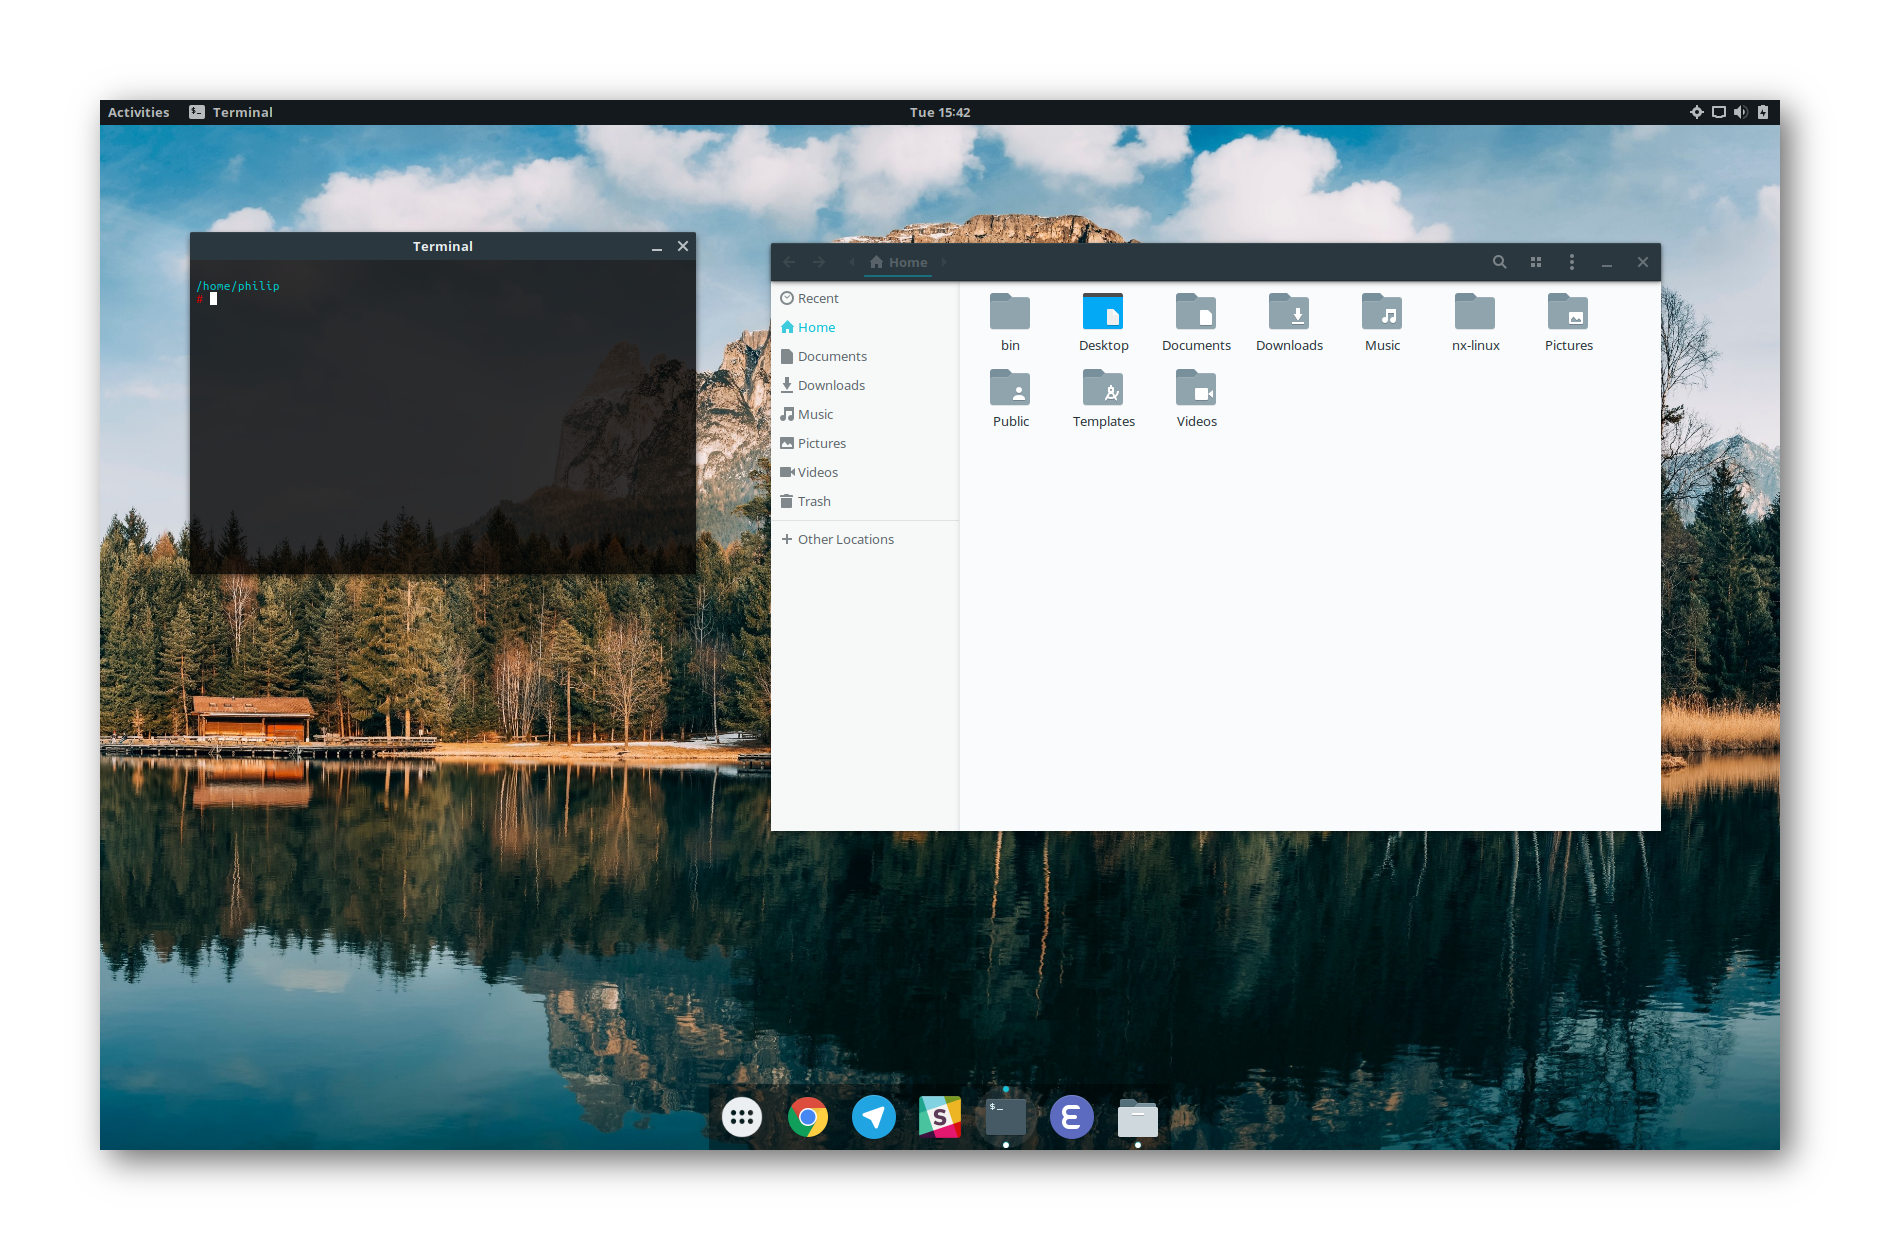 Activities Terminal Tue 15:42
Terminal
/home/philip
#
Home
Recent
Home
Documents
Downloads
Music
Pictures
Videos
Trash
Other Locations
bin Desktop Documents Downloads Music nx-linux Pictures
Public Templates Videos
$_
S